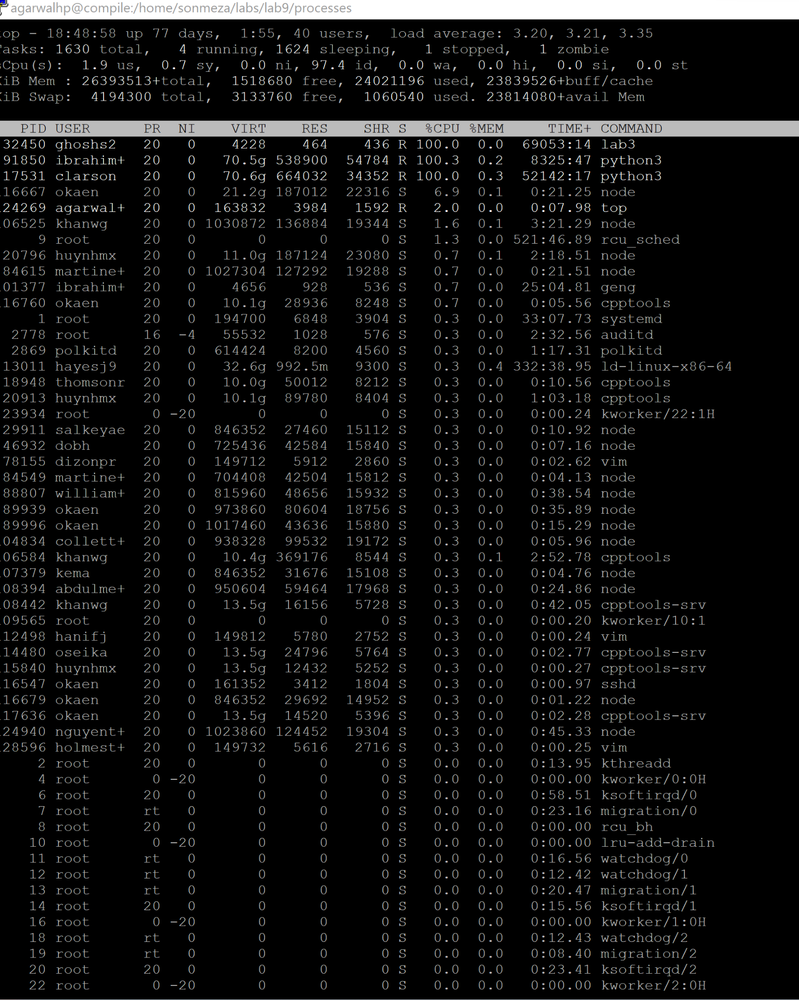 agarwalhp@compile:/home/sonmeza/labs/lab9/processes
top - 18:48:58 up 77 days,  1:55, 40 users,  load average: 3.20, 3.21, 3.35
Tasks: 1630 total,   4 running, 1624 sleeping,   1 stopped,   1 zombie
sCpu(s):  1.9 us,  0.7 sy,  0.0 ni, 97.4 id,  0.0 wa,  0.0 hi,  0.0 si,  0.0 st
KiB Mem : 26393513+total,  1518680 free, 24021196 used, 23839526+buff/cache
KiB Swap:  4194300 total,  3133760 free,  1060540 used. 23814080+avail Mem
PID USER PR NI VIRT RES SHR S %CPU %MEM TIME+ COMMAND
32450 ghoshs2 20 0 4228 464 436 R 100.0 0.0 69053:14 lab3
91850 ibrahim+ 20 0 70.5g 538900 54784 R 100.3 0.2 8325:47 python3
17531 clarson 20 0 70.6g 664032 34352 R 100.0 0.3 52142:17 python3
116667 okaen 20 0 21.2g 187012 22316 S 6.9 0.1 0:21.25 node
124269 agarwal+ 20 0 163832 3984 1592 R 2.0 0.0 0:07.98 top
106525 khanwg 20 0 1030872 136884 19344 S 1.6 0.1 3:21.29 node
9 root 20 0 0 0 0 S 1.3 0.0 521:46.89 rcu_sched
20796 huynhmx 20 0 11.0g 187124 23080 S 0.7 0.1 2:18.51 node
84615 martine+ 20 0 1027304 127292 19288 S 0.7 0.0 0:21.51 node
101377 ibrahim+ 20 0 4656 928 536 S 0.7 0.0 25:04.81 geng
116760 okaen 20 0 10.1g 28936 8248 S 0.7 0.0 0:05.56 cpptools
1 root 20 0 194700 6848 3904 S 0.3 0.0 33:07.73 systemd
2778 root 16 -4 55532 1028 576 S 0.3 0.0 2:32.56 auditd
2869 polkitd 20 0 614424 8200 4560 S 0.3 0.0 1:17.31 polkitd
13011 hayesj9 20 0 32.6g 992.5m 9300 S 0.3 0.4 332:38.95 ld-linux-x86-64
18948 thomsonr 20 0 10.0g 50012 8212 S 0.3 0.0 0:10.56 cpptools
20913 huynhmx 20 0 10.1g 89780 8404 S 0.3 0.0 1:03.18 cpptools
23934 root 0 -20 0 0 0 S 0.3 0.0 0:00.24 kworker/22:1H
29911 salkeyae 20 0 846352 27460 15112 S 0.3 0.0 0:10.92 node
46932 dobh 20 0 725436 42584 15840 S 0.3 0.0 0:07.16 node
78155 dizonpr 20 0 149712 5912 2860 S 0.3 0.0 0:02.62 vim
84549 martine+ 20 0 704408 42504 15812 S 0.3 0.0 0:04.13 node
88807 william+ 20 0 815960 48656 15932 S 0.3 0.0 0:38.54 node
89939 okaen 20 0 973860 80604 18756 S 0.3 0.0 0:35.89 node
89996 okaen 20 0 1017460 43636 15880 S 0.3 0.0 0:15.29 node
104834 collett+ 20 0 938328 99532 19172 S 0.3 0.0 0:05.96 node
106584 khanwg 20 0 10.4g 369176 8544 S 0.3 0.1 2:52.78 cpptools
107379 kema 20 0 846352 31676 15108 S 0.3 0.0 0:04.76 node
108394 abdulme+ 20 0 950604 59464 17968 S 0.3 0.0 0:24.86 node
108442 khanwg 20 0 13.5g 16156 5728 S 0.3 0.0 0:42.05 cpptools-srv
109565 root 20 0 0 0 0 S 0.3 0.0 0:00.20 kworker/10:1
112498 hanifj 20 0 149812 5780 2752 S 0.3 0.0 0:00.24 vim
114480 oseika 20 0 13.5g 24796 5764 S 0.3 0.0 0:02.77 cpptools-srv
115840 huynhmx 20 0 13.5g 12432 5252 S 0.3 0.0 0:00.27 cpptools-srv
116547 okaen 20 0 161352 3412 1804 S 0.3 0.0 0:00.97 sshd
116679 okaen 20 0 846352 29692 14952 S 0.3 0.0 0:01.22 node
117636 okaen 20 0 13.5g 14520 5396 S 0.3 0.0 0:02.28 cpptools-srv
124940 nguyent+ 20 0 1023860 124452 19304 S 0.3 0.0 0:45.33 node
128596 holmest+ 20 0 149732 5616 2716 S 0.3 0.0 0:00.25 vim
2 root 20 0 0 0 0 S 0.0 0.0 0:13.95 kthreadd
4 root 0 -20 0 0 0 S 0.0 0.0 0:00.00 kworker/0:0H
6 root 20 0 0 0 0 S 0.0 0.0 0:58.51 ksoftirqd/0
7 root rt 0 0 0 0 S 0.0 0.0 0:23.16 migration/0
8 root 20 0 0 0 0 S 0.0 0.0 0:00.00 rcu_bh
10 root 0 -20 0 0 0 S 0.0 0.0 0:00.00 lru-add-drain
11 root rt 0 0 0 0 S 0.0 0.0 0:16.56 watchdog/0
12 root rt 0 0 0 0 S 0.0 0.0 0:12.42 watchdog/1
13 root rt 0 0 0 0 S 0.0 0.0 0:20.47 migration/1
14 root 20 0 0 0 0 S 0.0 0.0 0:15.56 ksoftirqd/1
16 root 0 -20 0 0 0 S 0.0 0.0 0:00.00 kworker/1:0H
18 root rt 0 0 0 0 S 0.0 0.0 0:12.43 watchdog/2
19 root rt 0 0 0 0 S 0.0 0.0 0:08.40 migration/2
20 root 20 0 0 0 0 S 0.0 0.0 0:23.41 ksoftirqd/2
22 root 0 -20 0 0 0 S 0.0 0.0 0:00.00 kworker/2:0H